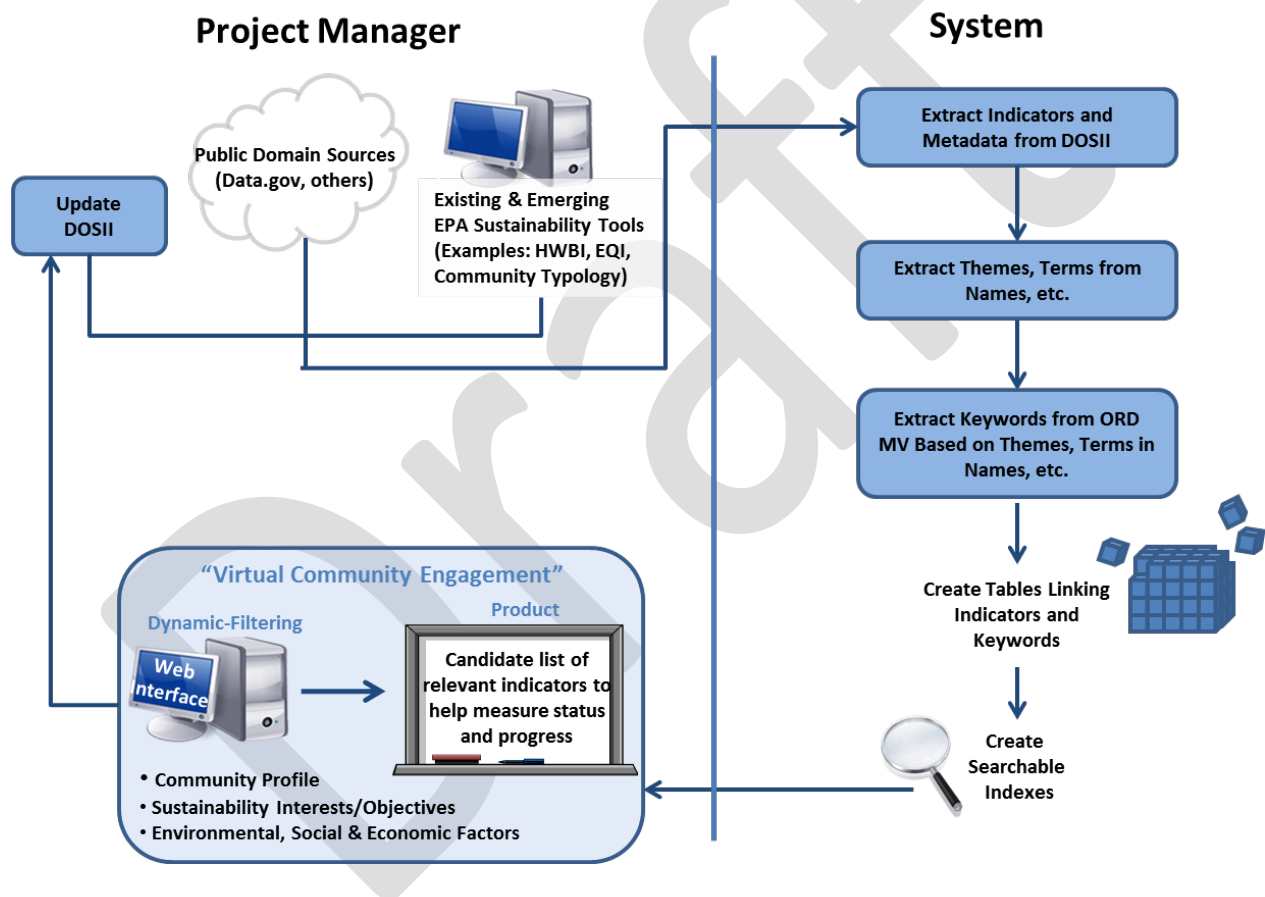 Project Manager
System
Public Domain Sources
(Data.gov, others)
Update
DOSII
Existing & Emerging
EPA Sustainability Tools
(Examples: HWBI, EQI,
Community Typology)
Extract Indicators and
Metadata from DOSII
Extract Themes, Terms from
Names, etc.
Extract Keywords from ORD
MV Based on Themes, Terms in
Names, etc.
Create Tables Linking
Indicators and
Keywords
Create
Searchable
Indexes
“Virtual Community Engagement”
Dynamic-Filtering
Web
Interface
Product
Candidate list of
relevant indicators to
help measure status
and progress
• Community Profile
• Sustainability Interests/Objectives
• Environmental, Social & Economic Factors
Draft